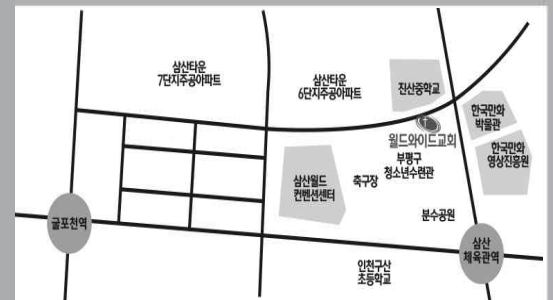 삼산타운
7단지주공아파트
삼산타운
6단지주공아파트
진산중학교
한국만화
박물관
월드와이드교회
한국만화
영상진흥원
부평구
청소년수련관
삼산월드
컨벤션센터
축구장
분수공원
굴포천역
삼산
체육관역
인천구산
초등학교